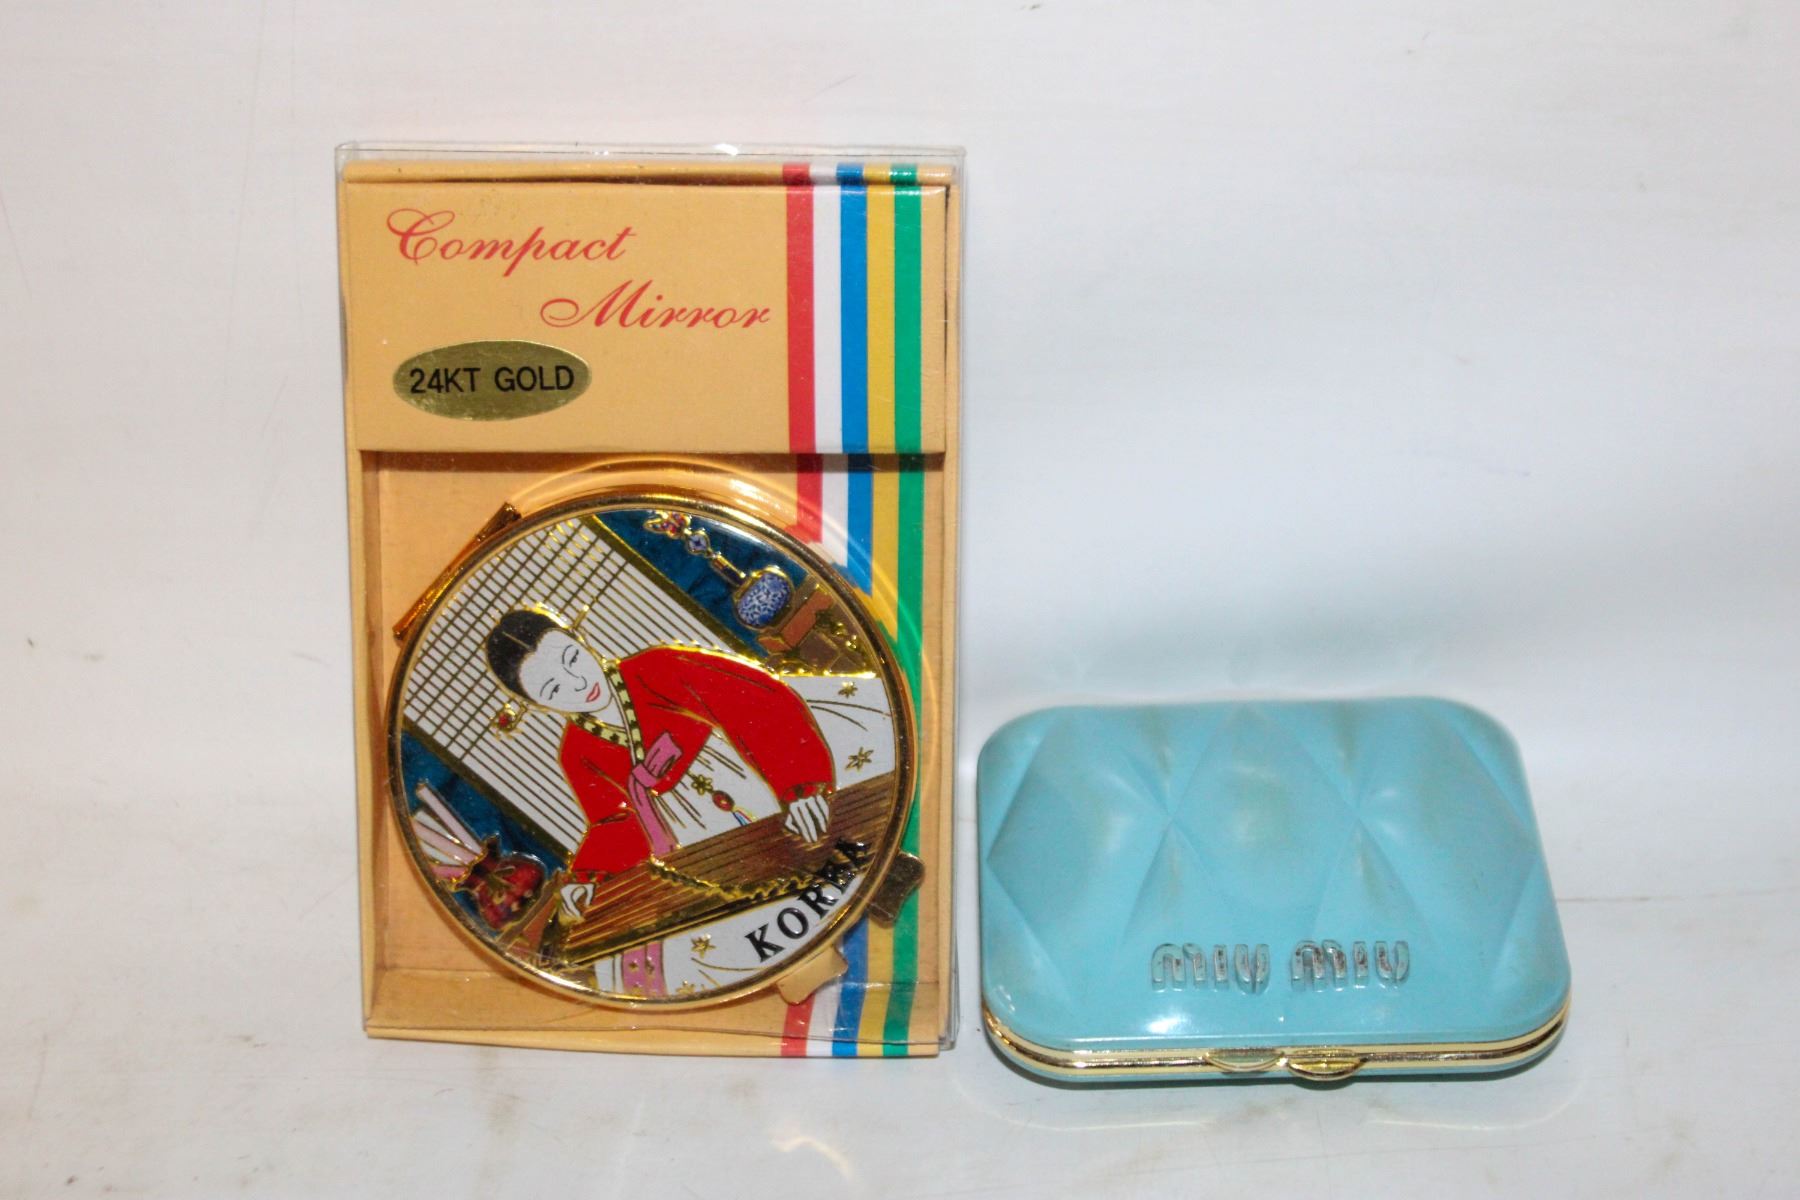 Compact
Mirror
24KT GOLD
KOREA
MIU MIU